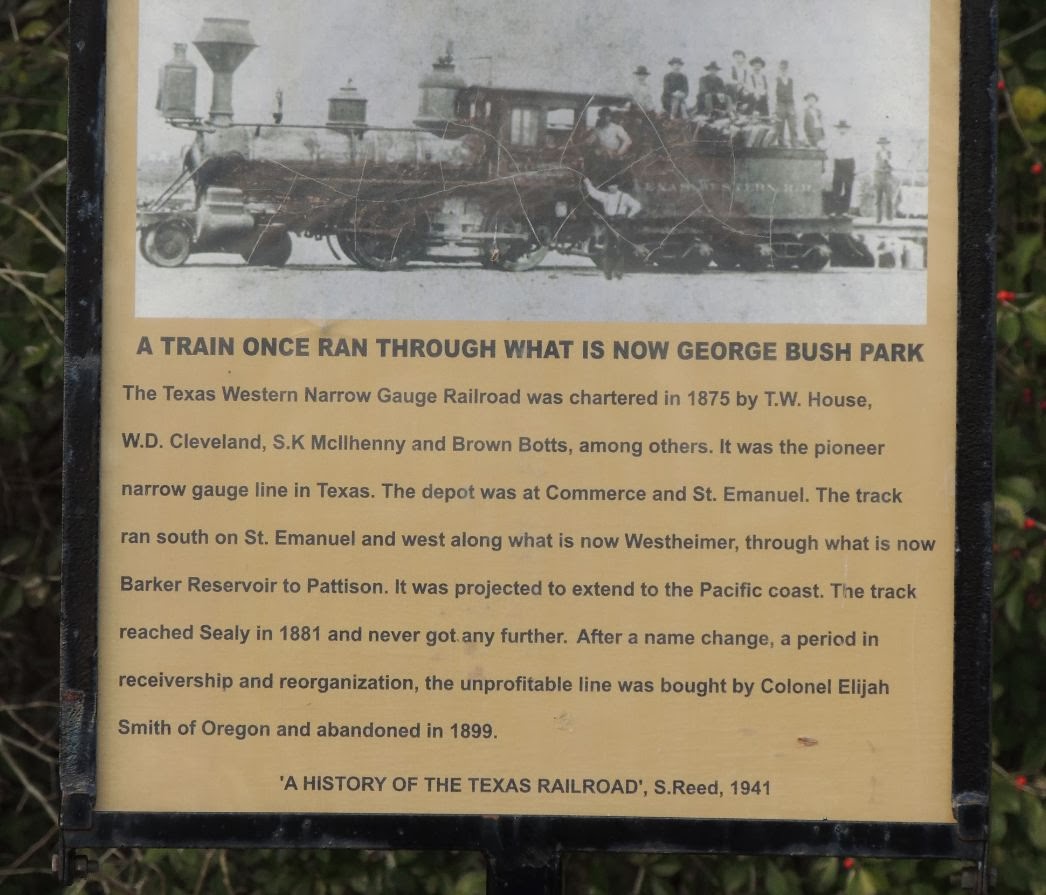 TEXAS WESTERN R.R.
A TRAIN ONCE RAN THROUGH WHAT IS NOW GEORGE BUSH PARK
The Texas Western Narrow Gauge Railroad was chartered in 1875 by T.W. House,
W.D. Cleveland, S.K McIlhenny and Brown Botts, among others. It was the pioneer
narrow gauge line in Texas. The depot was at Commerce and St. Emanuel. The track
ran south on St. Emanuel and west along what is now Westheimer, through what is now
Barker Reservoir to Pattison. It was projected to extend to the Pacific coast. The track
reached Sealy in 1881 and never got any further. After a name change, a period in
receivership and reorganization, the unprofitable line was bought by Colonel Elijah
Smith of Oregon and abandoned in 1899.
'A HISTORY OF THE TEXAS RAILROAD', S.Reed, 1941